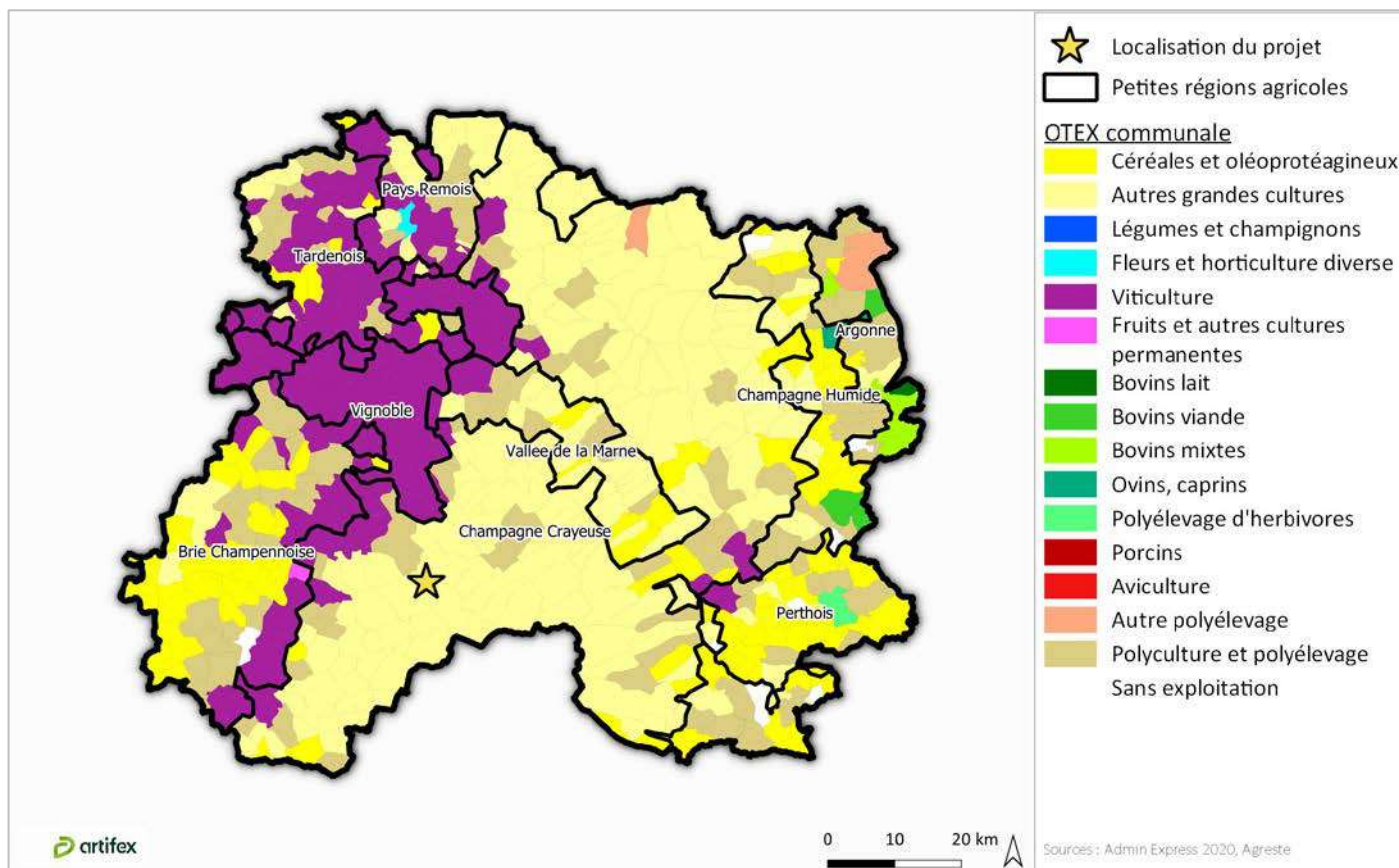 Localisation du projet
Petites régions agricoles
OTEX communale
Céréales et oléoprotéagineux
Autres grandes cultures
Légumes et champignons
Fleurs et horticulture diverse
Viticulture
Fruits et autres cultures
permanentes
Bovins lait
Bovins viande
Bovins mixtes
Ovins, caprins
Polyélevage d'herbivores
Porcins
Aviculture
Autre polyélevage
Polyculture et polyélevage
Sans exploitation
Pays Remois
Tardenois
Argonne
Champagne Humide
Vignoble
Vallee de la Marne
Champagne Crayeuse
Brie Champennoise
Perthois
artifex
0 10 20 km
Sources : Admin Express 2020, Agreste